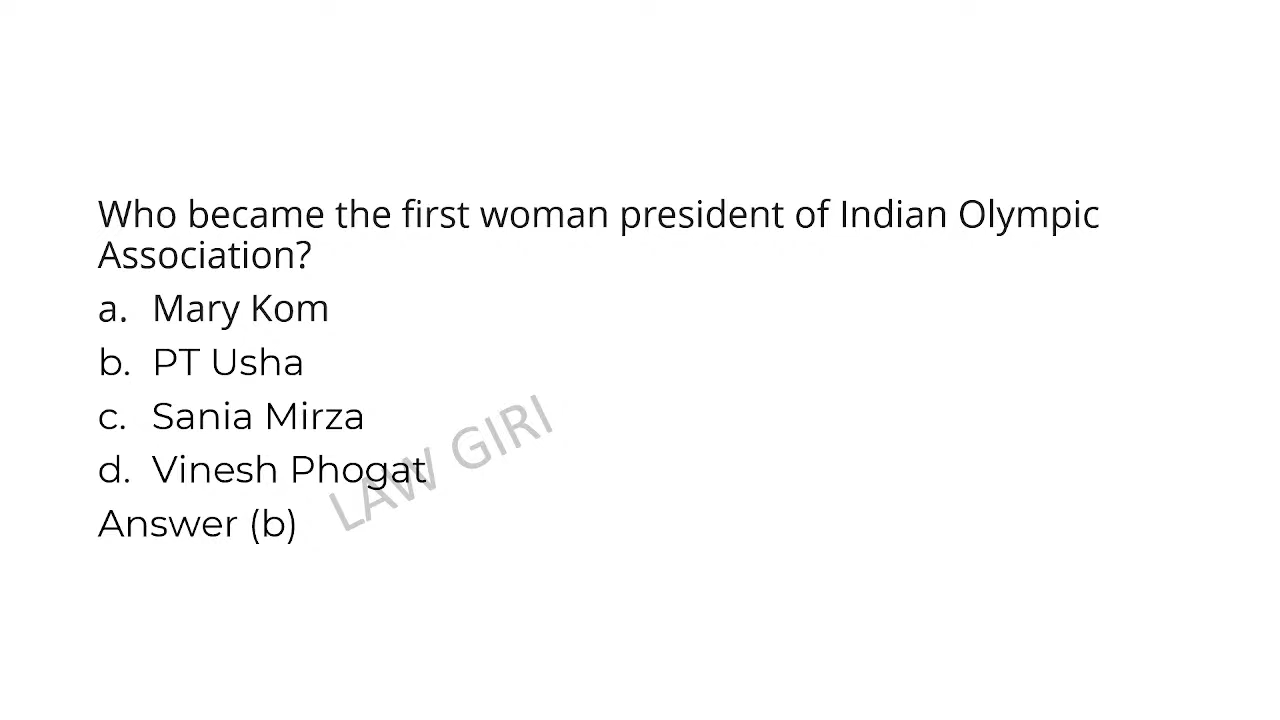 Who became the first woman president of Indian Olympic
Association?
a. Mary Kom
b. PT Usha
c. Sania Mirza
d. Vinesh Phogat
Answer (b)
LAW GIRI